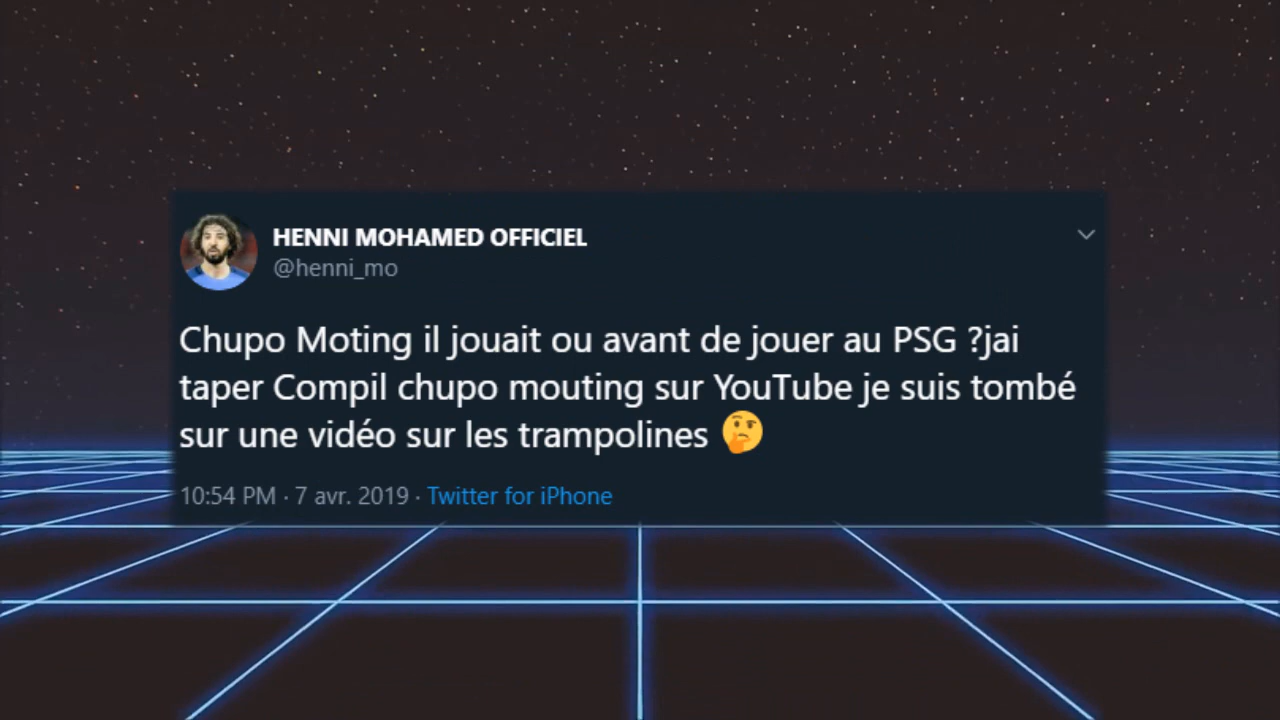 HENNI MOHAMED OFFICIEL
@henni_mo
Chupo Moting il jouait ou avant de jouer au PSG ?jai
taper Compil chupo mouting sur YouTube je suis tombé
sur une vidéo sur les trampolines 🤔
10:54 PM · 7 avr. 2019 · Twitter for iPhone